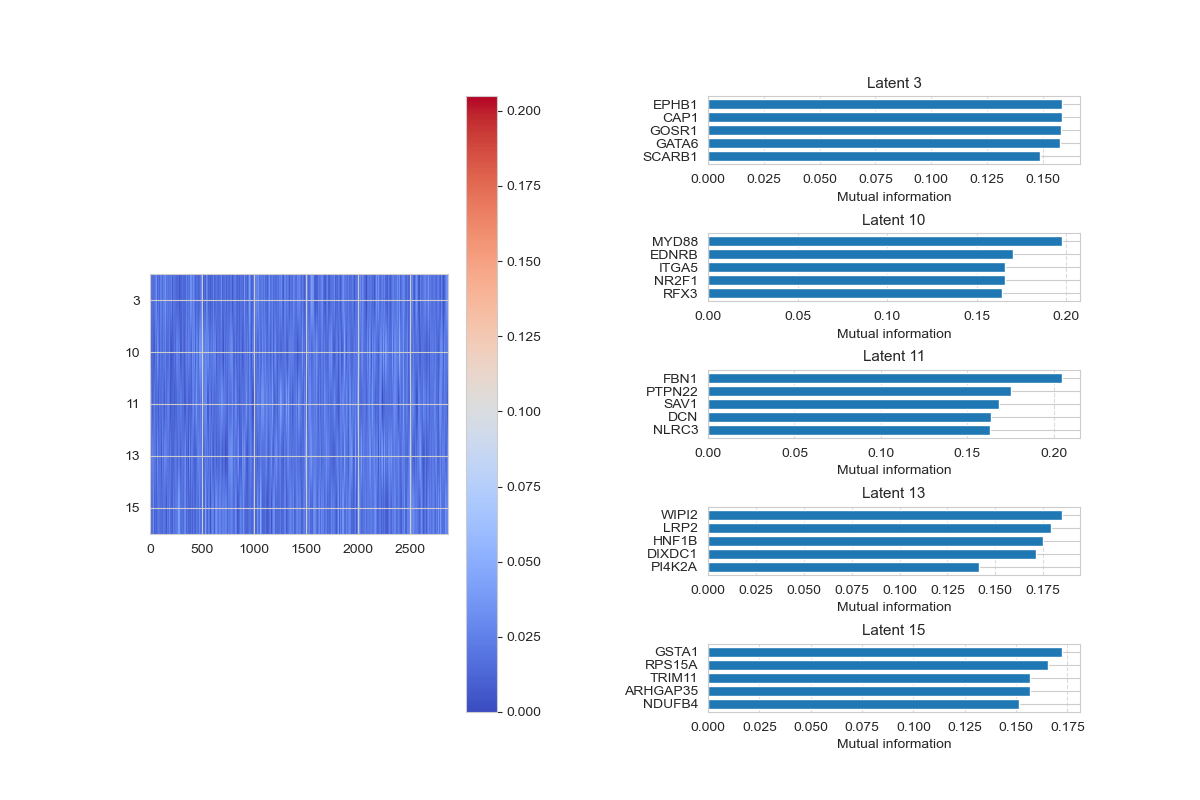 3
10
11
13
15
0 500 1000 1500 2000 2500
0.200
0.175
0.150
0.125
0.100
0.075
0.050
0.025
0.000
Latent 3
EPHB1
CAP1
GOSR1
GATA6
SCARB1
0.000 0.025 0.050 0.075 0.100 0.125 0.150
Mutual information
Latent 10
MYD88
EDNRB
ITGA5
NR2F1
RFX3
0.00 0.05 0.10 0.15 0.20
Mutual information
Latent 11
FBN1
PTPN22
SAV1
DCN
NLRC3
0.00 0.05 0.10 0.15 0.20
Mutual information
Latent 13
WIPI2
LRP2
HNF1B
DIXDC1
PI4K2A
0.000 0.025 0.050 0.075 0.100 0.125 0.150 0.175
Mutual information
Latent 15
GSTA1
RPS15A
TRIM11
ARHGAP35
NDUFB4
0.000 0.025 0.050 0.075 0.100 0.125 0.150 0.175
Mutual information